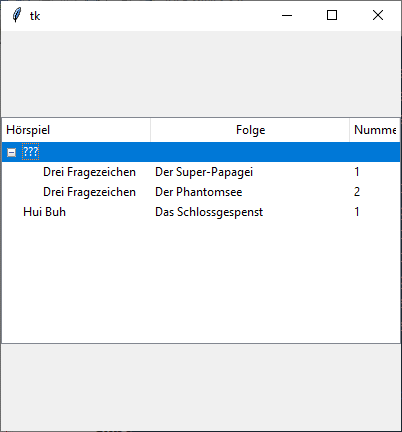 tk
Hörspiel Folge Numme
???
Drei Fragezeichen Der Super-Papagei 1
Drei Fragezeichen Der Phantomsee 2
Hui Buh Das Schlossgespenst 1